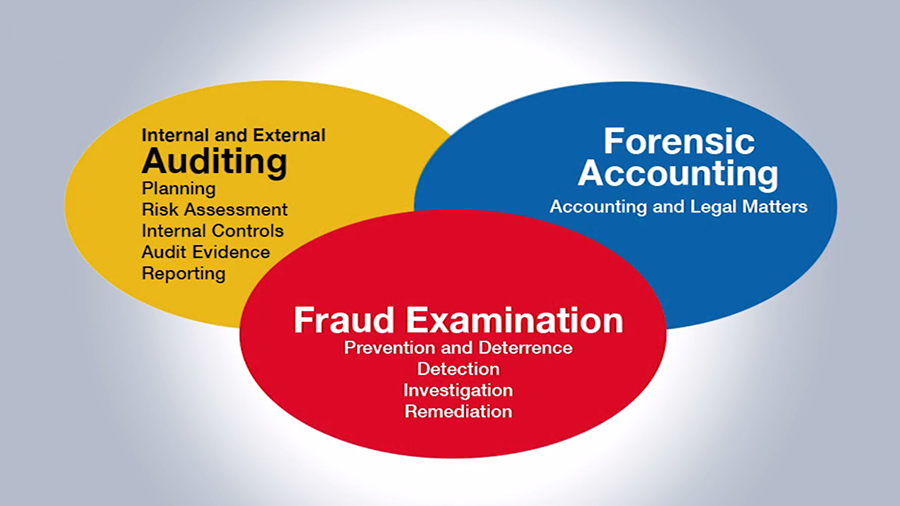 Internal and External
Auditing
Planning
Risk Assessment
Internal Controls
Audit Evidence
Reporting
Forensic
Accounting
Accounting and Legal Matters
Fraud Examination
Prevention and Deterrence
Detection
Investigation
Remediation